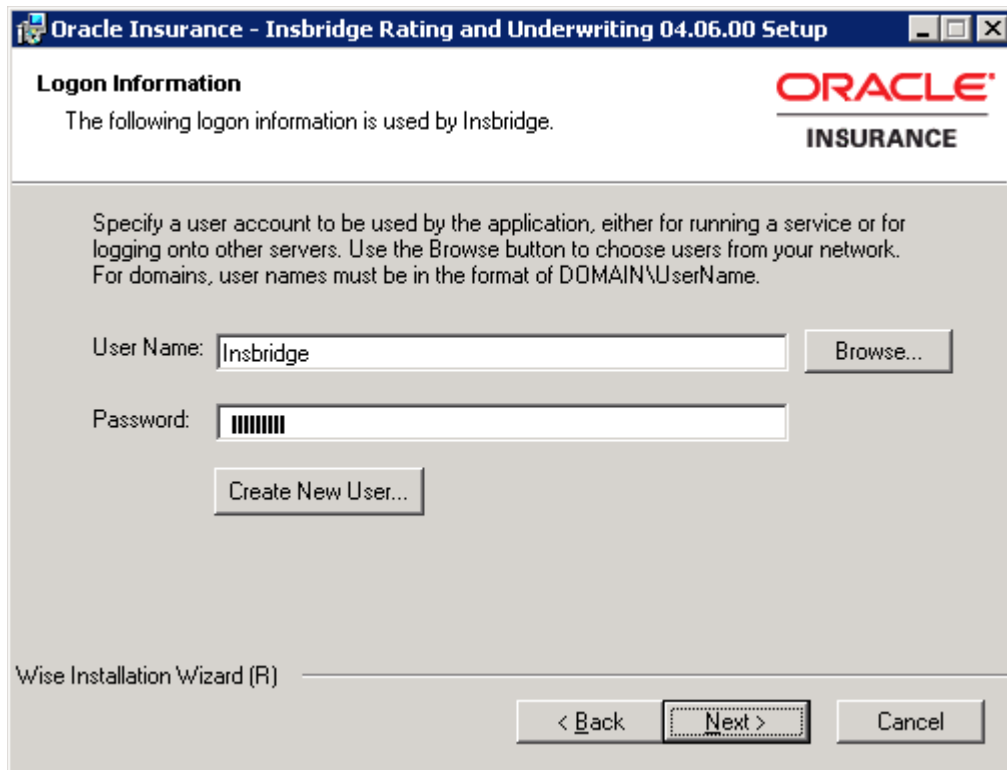 Oracle Insurance - Insbridge Rating and Underwriting 04.06.00 Setup
Logon Information
The following logon information is used by Insbridge.
ORACLE
INSURANCE
Specify a user account to be used by the application, either for running a service or for
logging onto other servers. Use the Browse button to choose users from your network.
For domains, user names must be in the format of DOMAIN\UserName.
User Name: Insbridge Browse...
Password:
Create New User...
Wise Installation Wizard (R)
< Back Next > Cancel